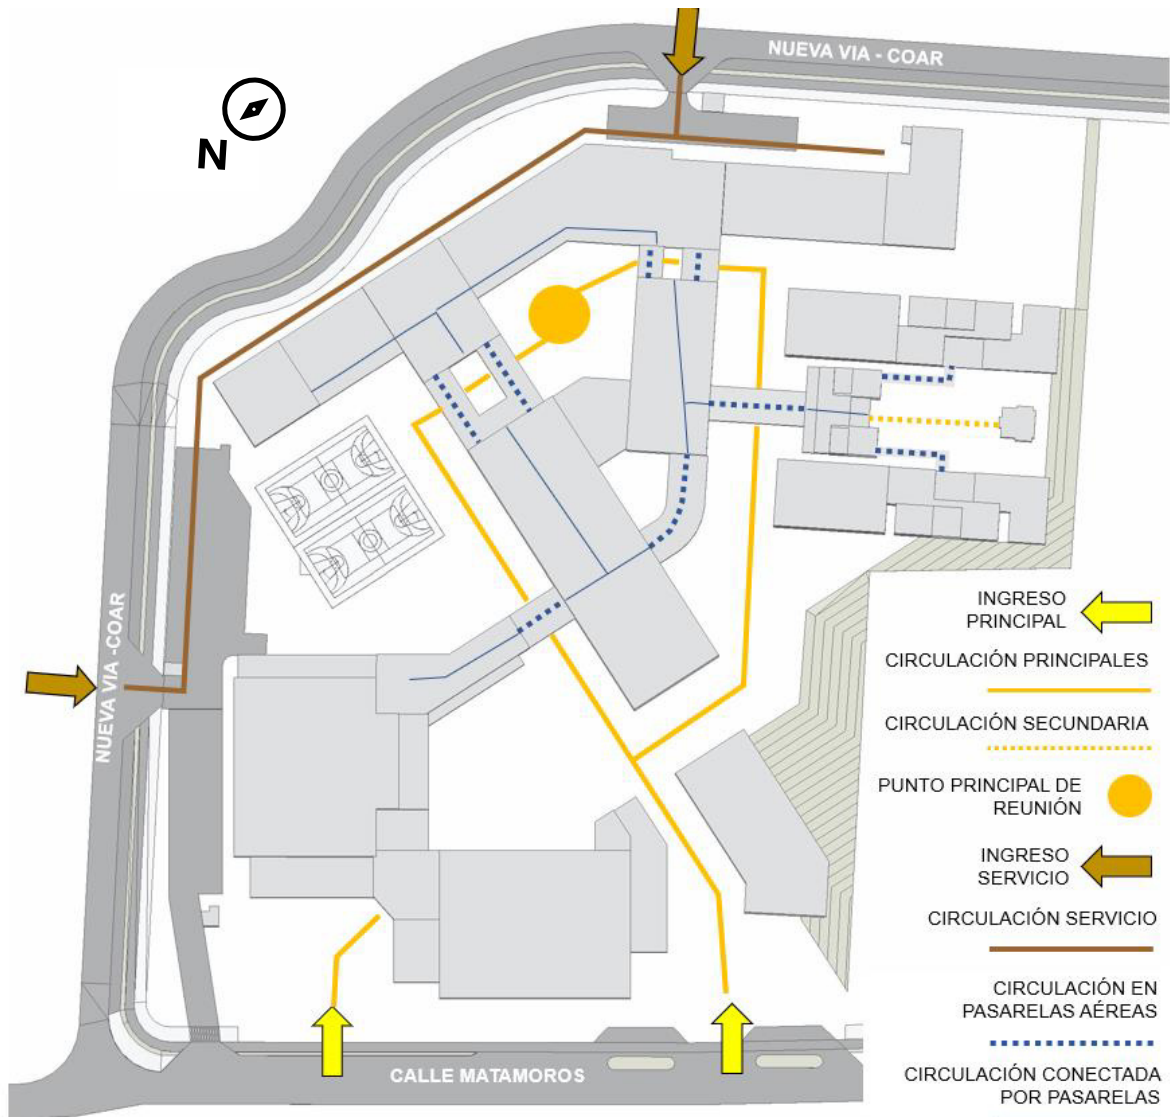 NUEVA VIA - COAR
N
NUEVA VIA -COAR
INGRESO
PRINCIPAL
CIRCULACIÓN PRINCIPALES
CIRCULACIÓN SECUNDARIA
PUNTO PRINCIPAL DE
REUNIÓN
INGRESO
SERVICIO
CIRCULACIÓN SERVICIO
CIRCULACIÓN EN
PASARELAS AÉREAS
CIRCULACIÓN CONECTADA
POR PASARELAS
CALLE MATAMOROS